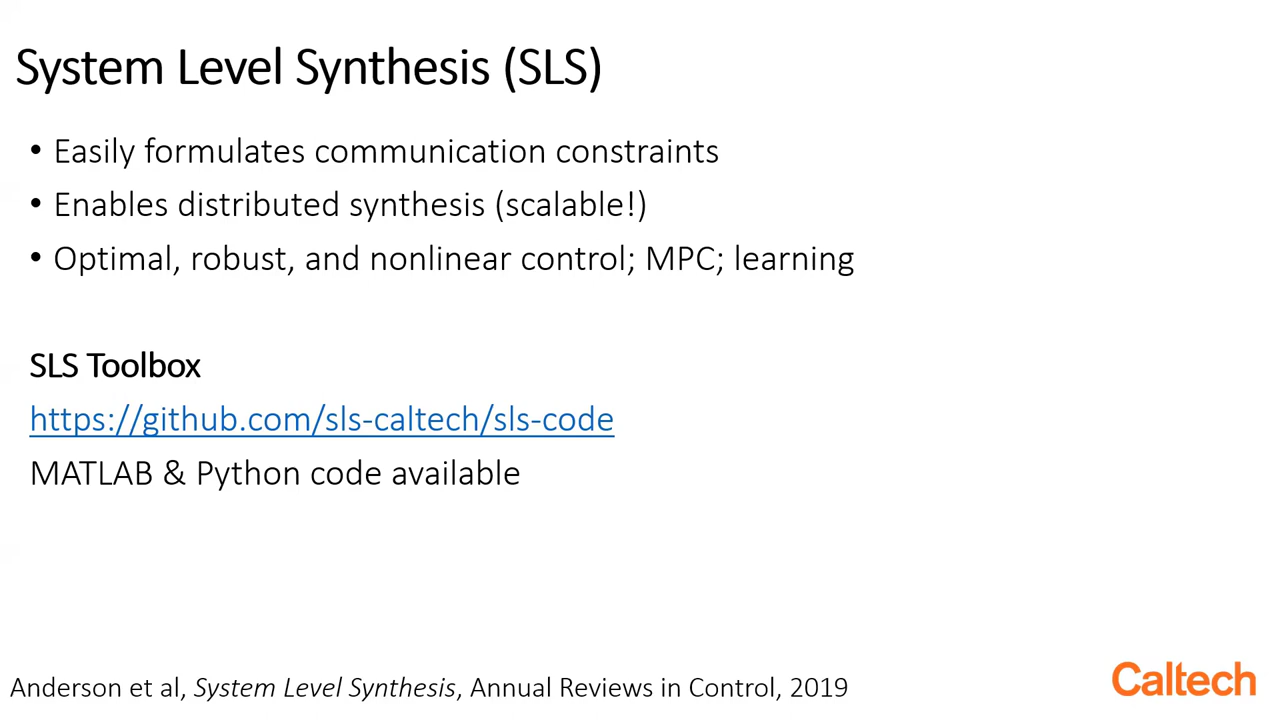 System Level Synthesis (SLS)
• Easily formulates communication constraints
• Enables distributed synthesis (scalable!)
• Optimal, robust, and nonlinear control; MPC; learning
SLS Toolbox
https://github.com/sls-caltech/sls-code
MATLAB & Python code available
Anderson et al, System Level Synthesis, Annual Reviews in Control, 2019
Caltech